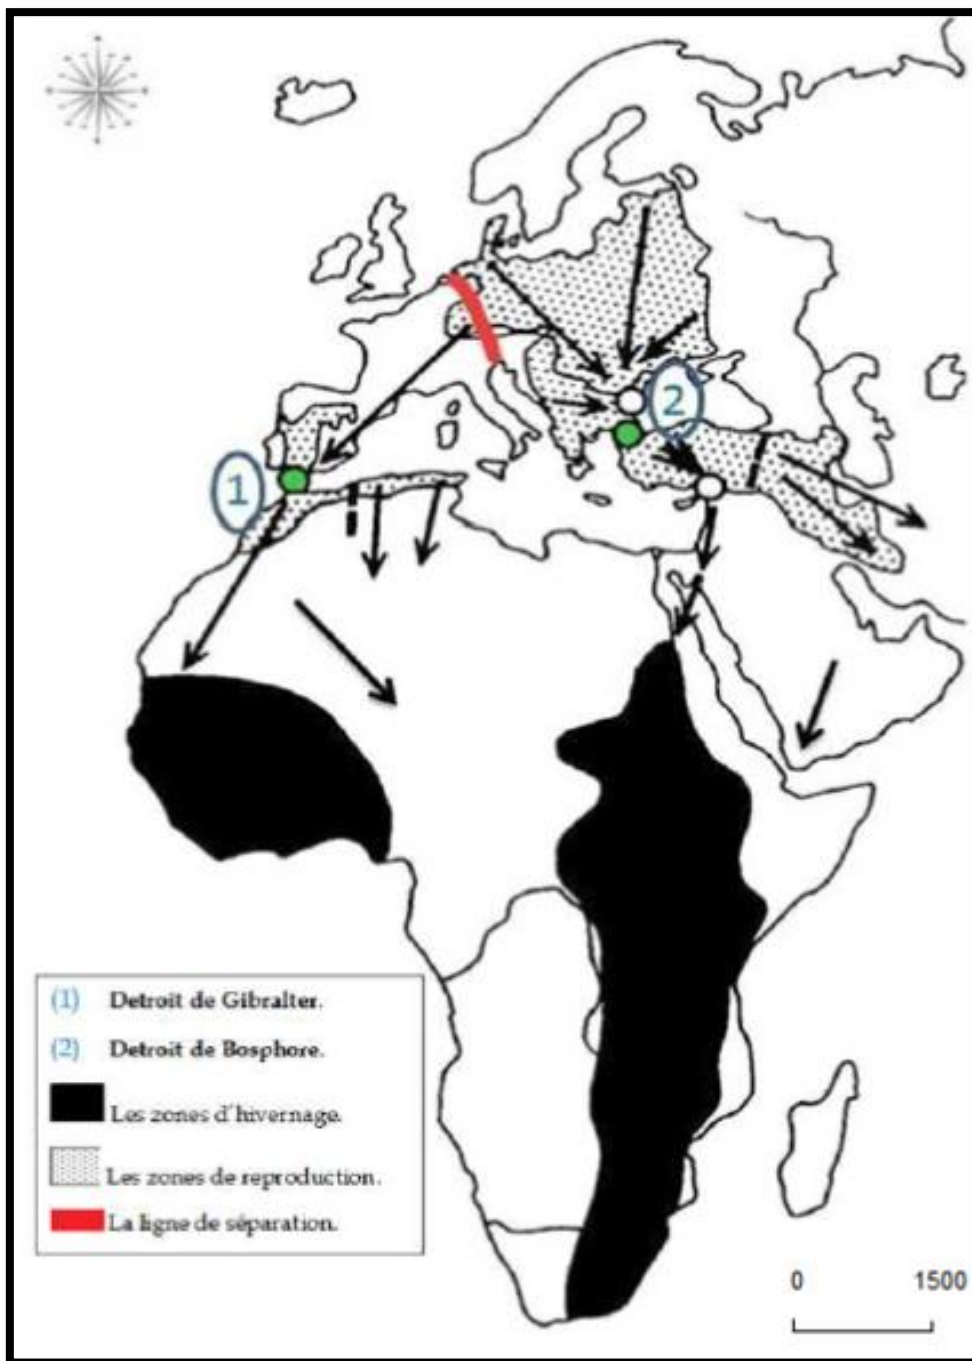 2
1
(1) Detroit de Gibralter.
(2) Detroit de Bosphore.
Les zones d'hivernage.
Les zones de reproduction.
La ligne de séparation.
0 1500